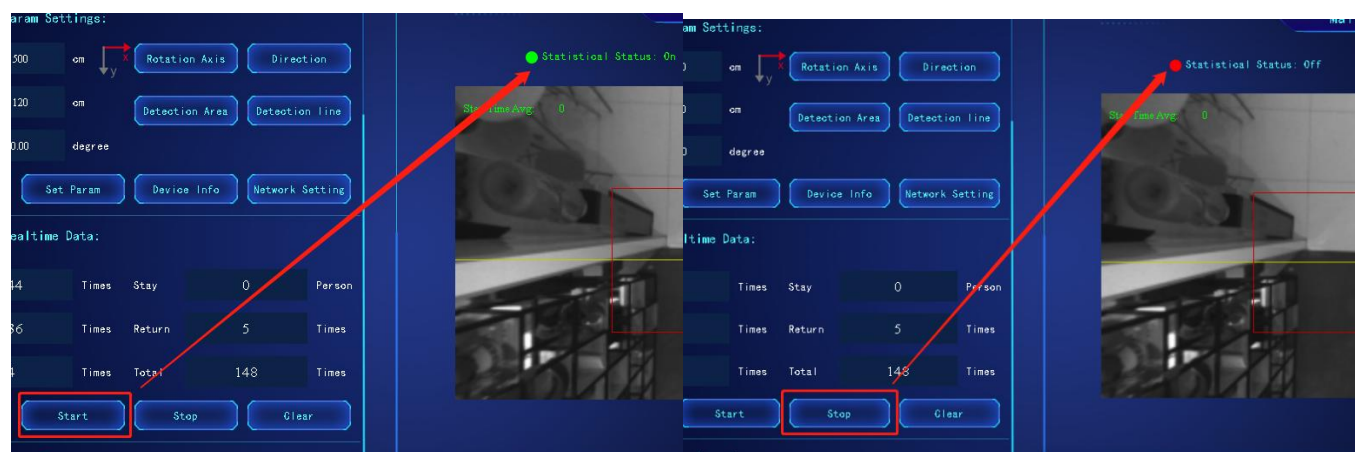 aram Settings:
500 cm x y Rotation Axis Direction
Statistical Status: On
120 cm Detection Area Detection line
0.00 degree
Set Param Device Info Network Setting
ealtime Data:
44 Times Stay 0 Person
36 Times Return 5 Times
4 Times Total 148 Times
Start Stop Clear
am Settings:
cm x y Rotation Axis Direction
Statistical Status: Off
0 cm Detection Area Detection line
degree
Set Param Device Info Network Setting
ltime Data:
Times Stay 0 Person
Times Return 5 Times
Times Total 148 Times
Start Stop Clear